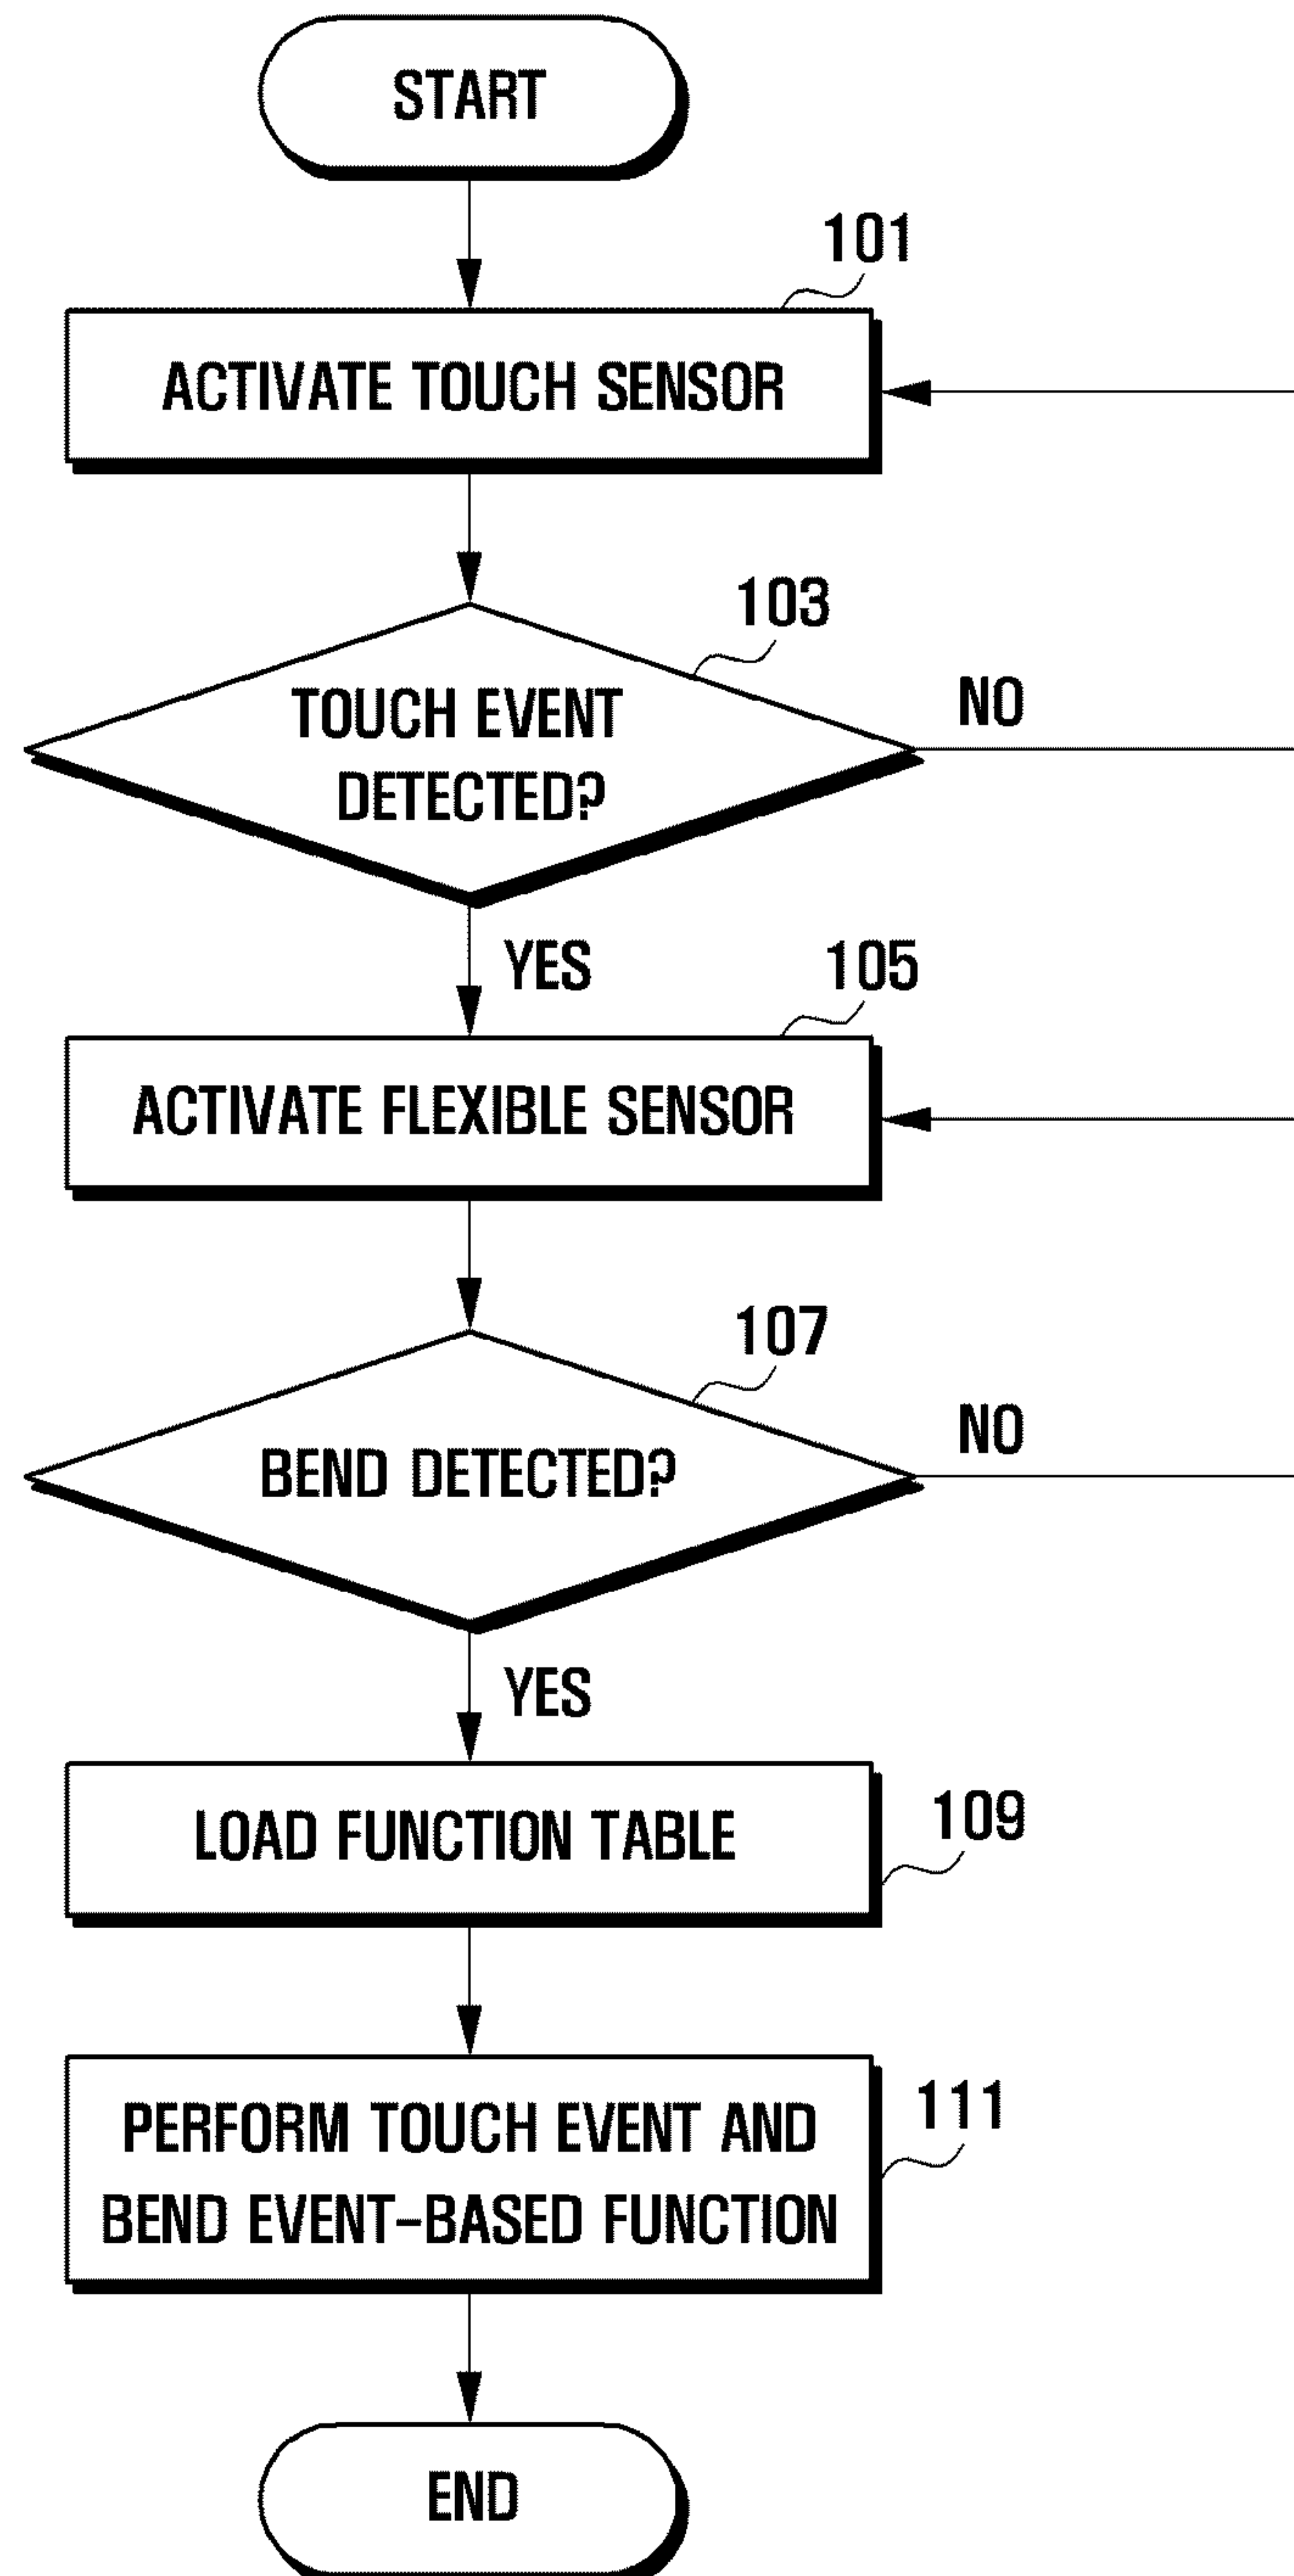 START
101
ACTIVATE TOUCH SENSOR
103
TOUCH EVENT
DETECTED?
NO
YES
105
ACTIVATE FLEXIBLE SENSOR
107
BEND DETECTED?
NO
YES
LOAD FUNCTION TABLE
109
PERFORM TOUCH EVENT AND
BEND EVENT-BASED FUNCTION
111
END